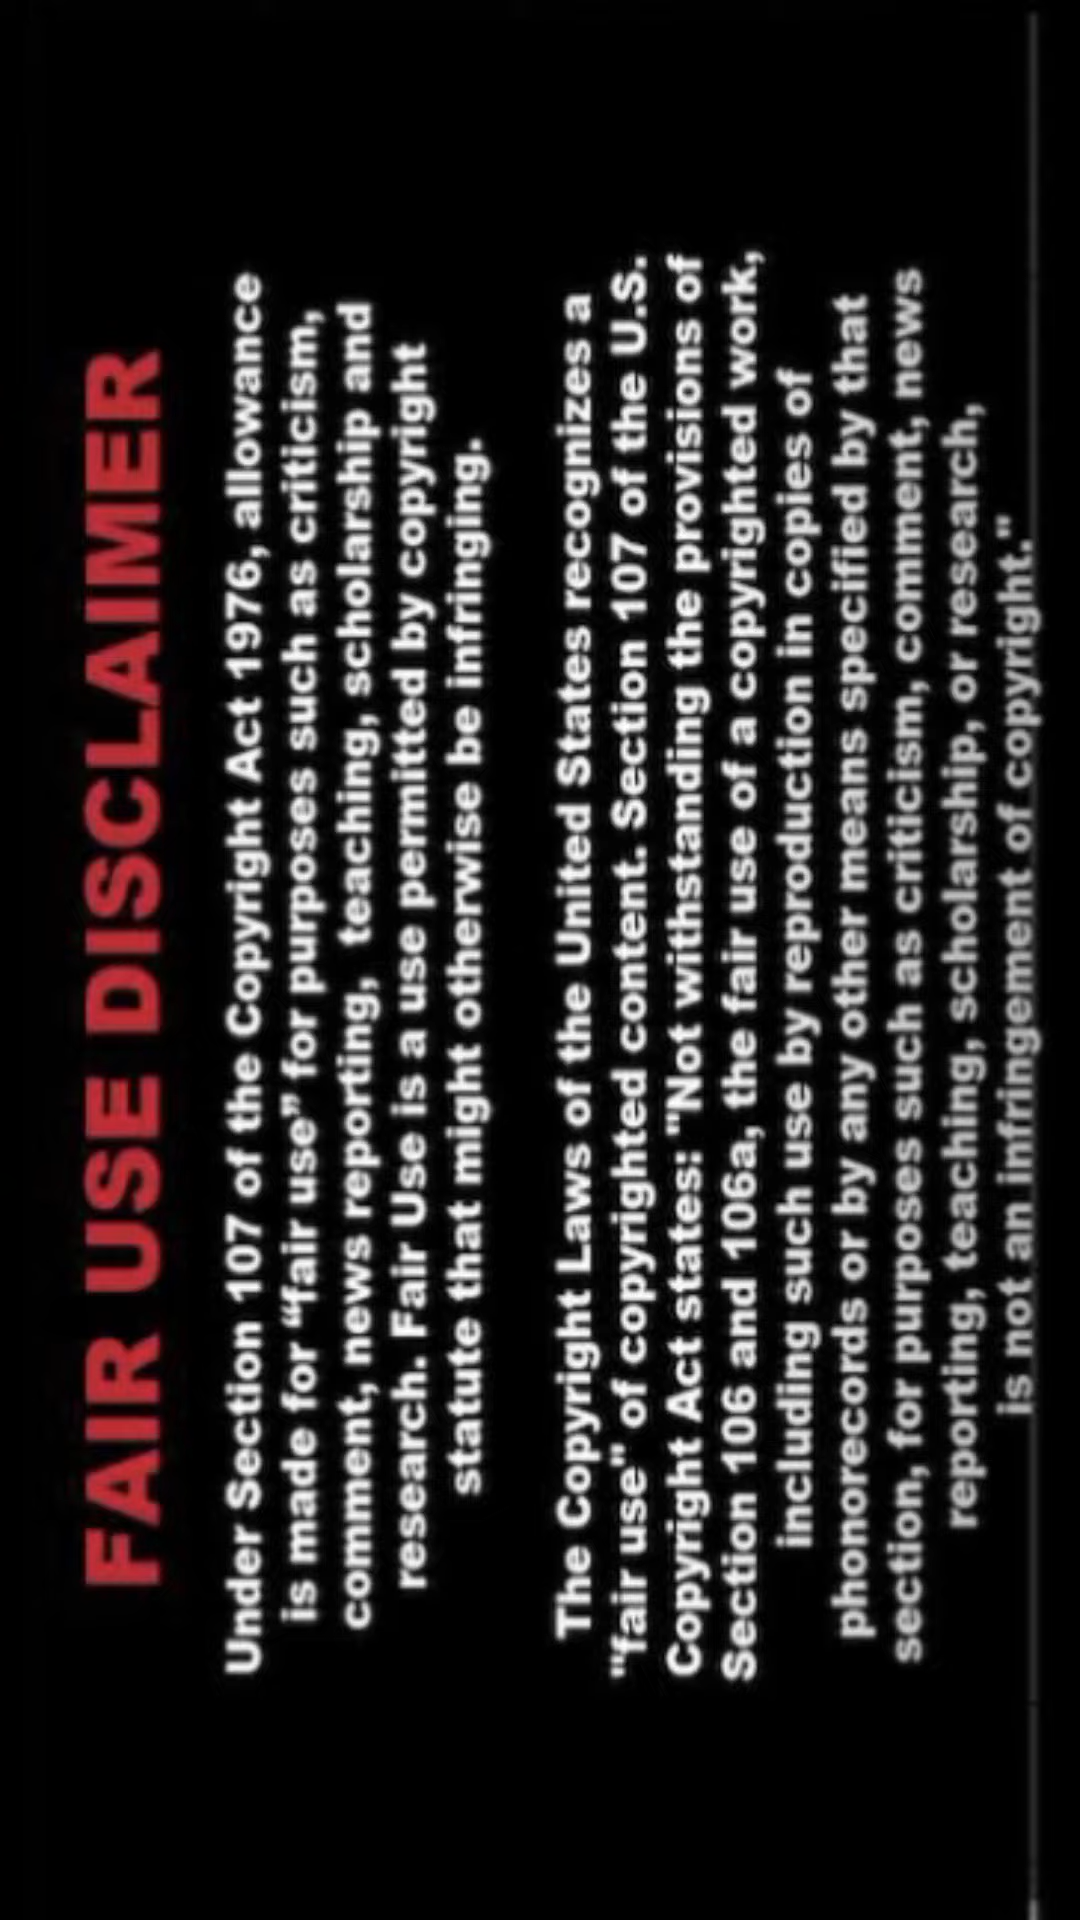 FAIR USE DISCLAIMER
Under Section 107 of the Copyright Act 1976, allowance
is made for “fair use” for purposes such as criticism,
comment, news reporting, teaching, scholarship and
research. Fair Use is a use permitted by copyright
statute that might otherwise be infringing.
The Copyright Laws of the United States recognizes a
"fair use" of copyrighted content. Section 107 of the U.S.
Copyright Act states: "Not withstanding the provisions of
Section 106 and 106a, the fair use of a copyrighted work,
including such use by reproduction in copies of
phonorecords or by any other means specified by that
section, for purposes such as criticism, comment, news
reporting, teaching, scholarship, or research,
is not an infringement of copyright."